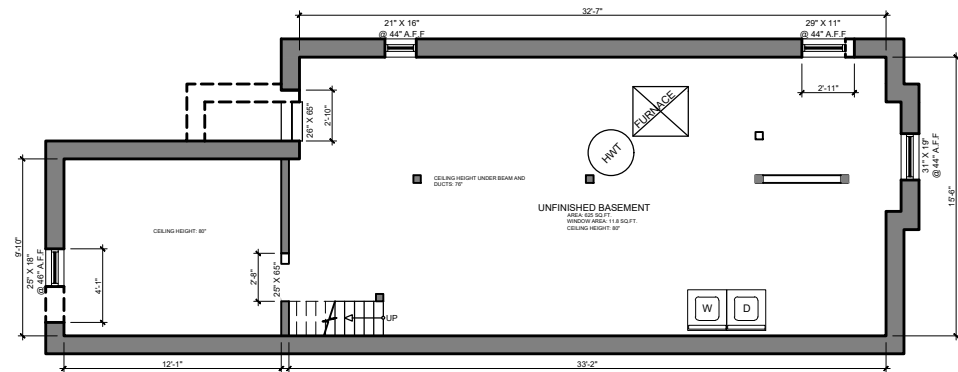 32'-7"
21" X 16"
@ 44" A.F.F
29" X 11"
@ 44" A.F.F
2'-11"
26" X 65"
2'-10"
FURNACE
HWT
31" X 19"
@ 44" A.F.F
15'-6"
CEILING HEIGHT UNDER BEAM AND
DUCTS: 76"
UNFINISHED BASEMENT
AREA: 625 SQ.FT.
WINDOW AREA: 11.8 SQ.FT.
CEILING HEIGHT: 80"
CEILING HEIGHT: 80"
9'-10"
25" X 18"
@ 46" A.F.F
4'-1"
2'-8"
25" X 65"
UP
W
D
12'-1"
33'-2"